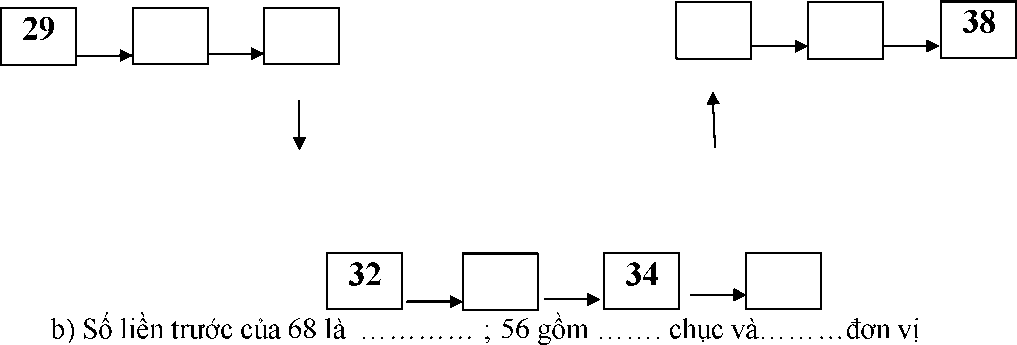 29 38
32 34
b) Số liền trước của 68 là ………… ; 56 gồm ……. chục và………đơn vị